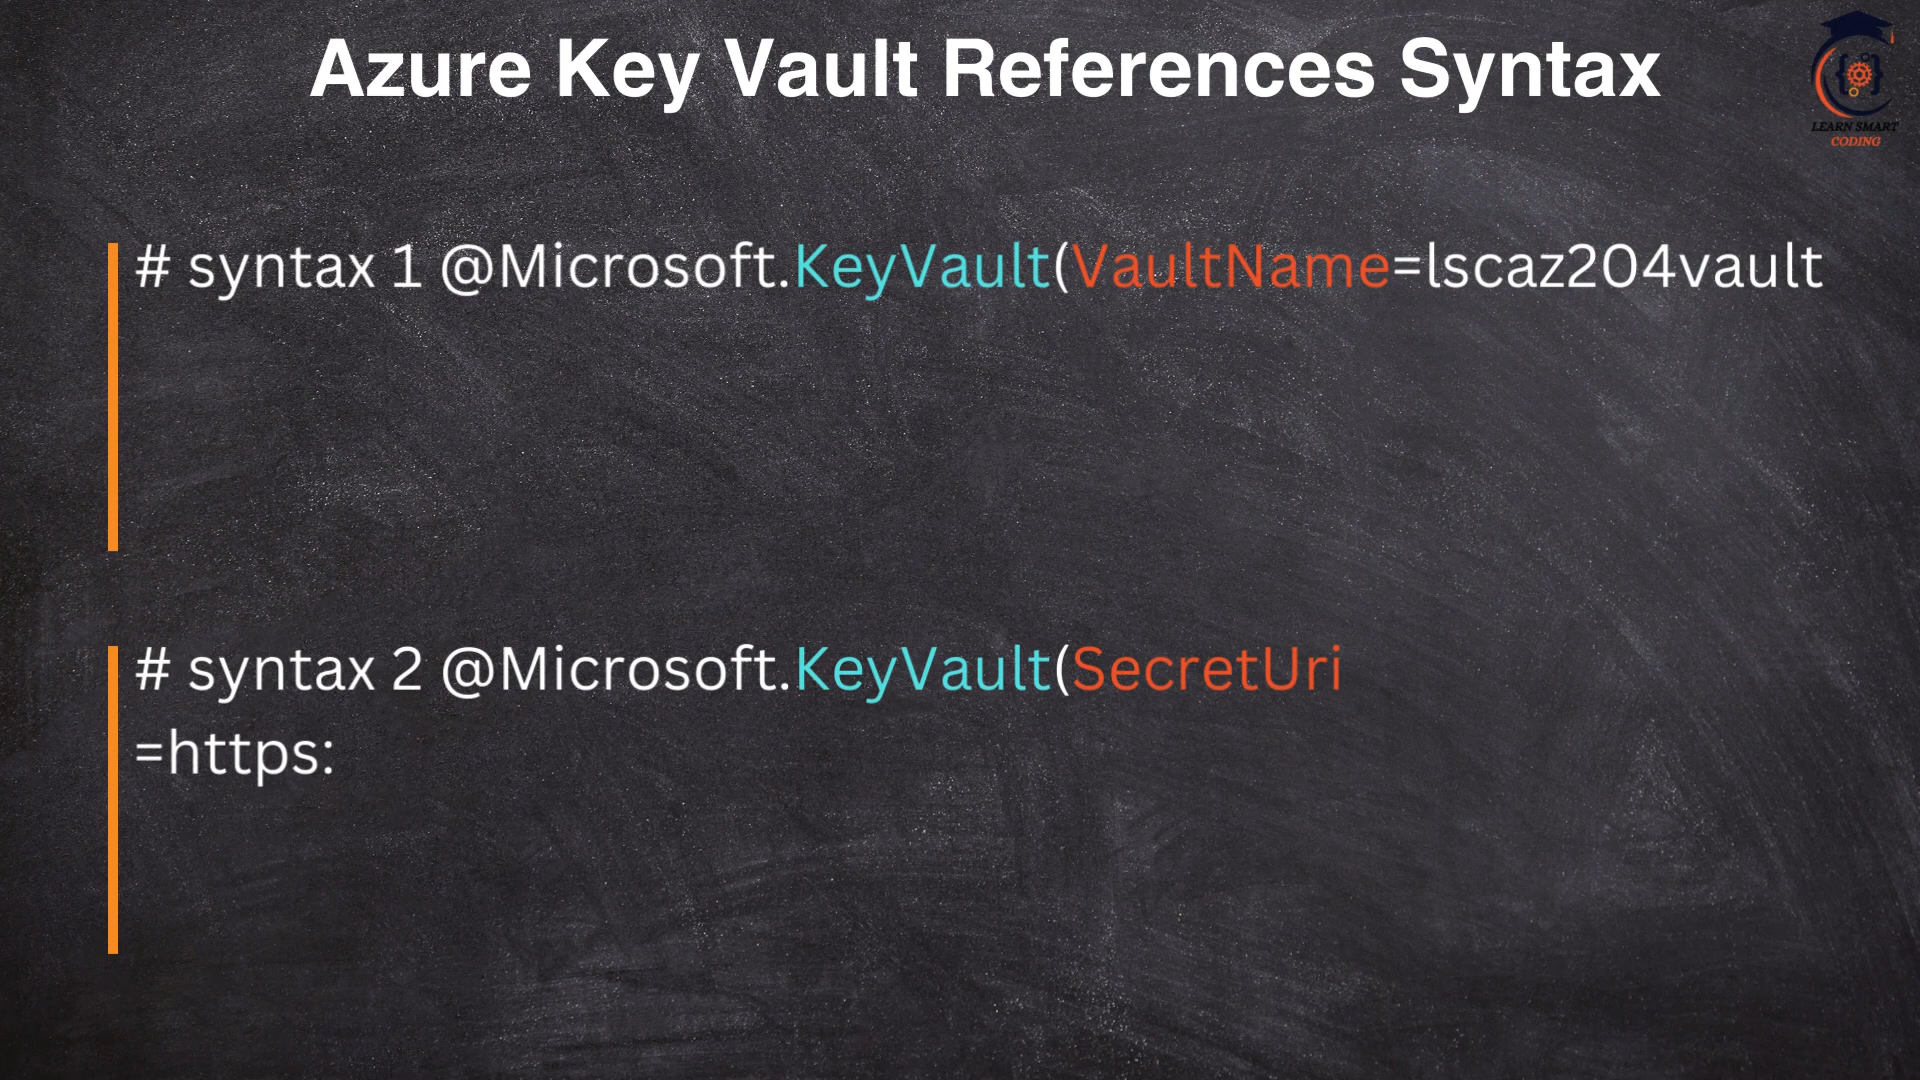 Azure Key Vault References Syntax
LEARN SMART
CODING
# syntax 1 @Microsoft.KeyVault(VaultName=lscaz204vault
# syntax 2 @Microsoft.KeyVault(SecretUri
=https: